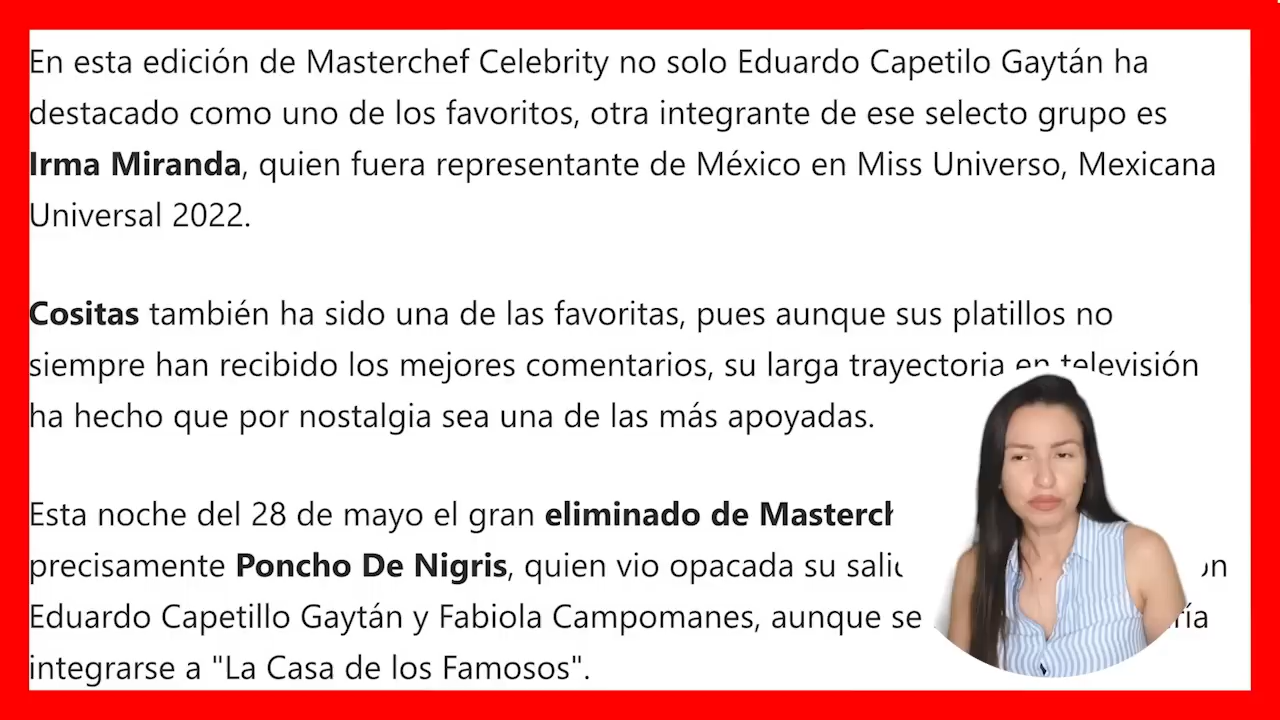 En esta edición de Masterchef Celebrity no solo Eduardo Capetilo Gaytán ha
destacado como uno de los favoritos, otra integrante de ese selecto grupo es
Irma Miranda, quien fuera representante de México en Miss Universo, Mexicana
Universal 2022.
Cositas también ha sido una de las favoritas, pues aunque sus platillos no
siempre han recibido los mejores comentarios, su larga trayectoria en televisión
ha hecho que por nostalgia sea una de las más apoyadas.
Esta noche del 28 de mayo el gran eliminado de
precisamente Poncho De Nigris, quien vio opacada su
Eduardo Capetillo Gaytán y Fabiola Campomanes, aunque se
integrarse a "La Casa de los Famosos".